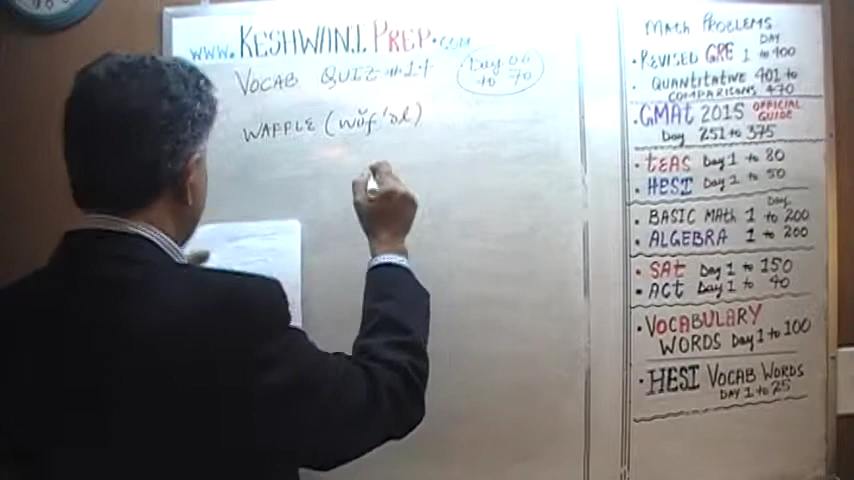 www. KESHWANI PREP.com
VOCAB QUIZ #14
Day 66
to 70
WAFFLE (wŏf'əl)
Math PROBLEMS
DAY
• REVISED GRE 1 to 400
• QUANTITATIVE 401 to
COMPARISONS 470
• GMAT 2015 OFFICIAL GUIDE
Day 251 to 375
• TEAS Day 1 to 80
• HESI Day 1 to 50
DAY
• BASIC MATH 1 to 200
• ALGEBRA 1 to 200
• SAT Day 1 to 150
• ACT Day 1 to 40
• VOCABULARY
WORDS Day 1 to 100
• HESI VOCAB WORDS
DAY 1 to 25